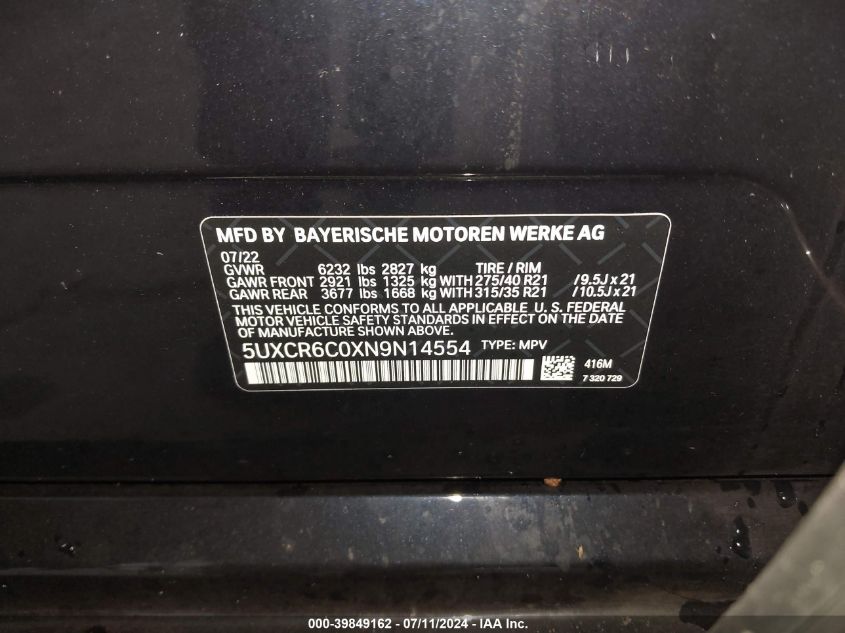 MFD BY BAYERISCHE MOTOREN WERKE AG
07/22
GVWR 6232 lbs 2827 kg TIRE / RIM
GAWR FRONT 2921 lbs 1325 kg WITH 275/40 R21 / 9.5J x 21
GAWR REAR 3677 lbs 1668 kg WITH 315/35 R21 / 10.5J x 21
THIS VEHICLE CONFORMS TO ALL APPLICABLE U. S. FEDERAL
MOTOR VEHICLE SAFETY STANDARDS IN EFFECT ON THE DATE
OF MANUFACTURE SHOWN ABOVE.
5UXCR6C0XN9N14554 TYPE: MPV
416M
7 320 729
000-39849162 - 07/11/2024 - IAA Inc.